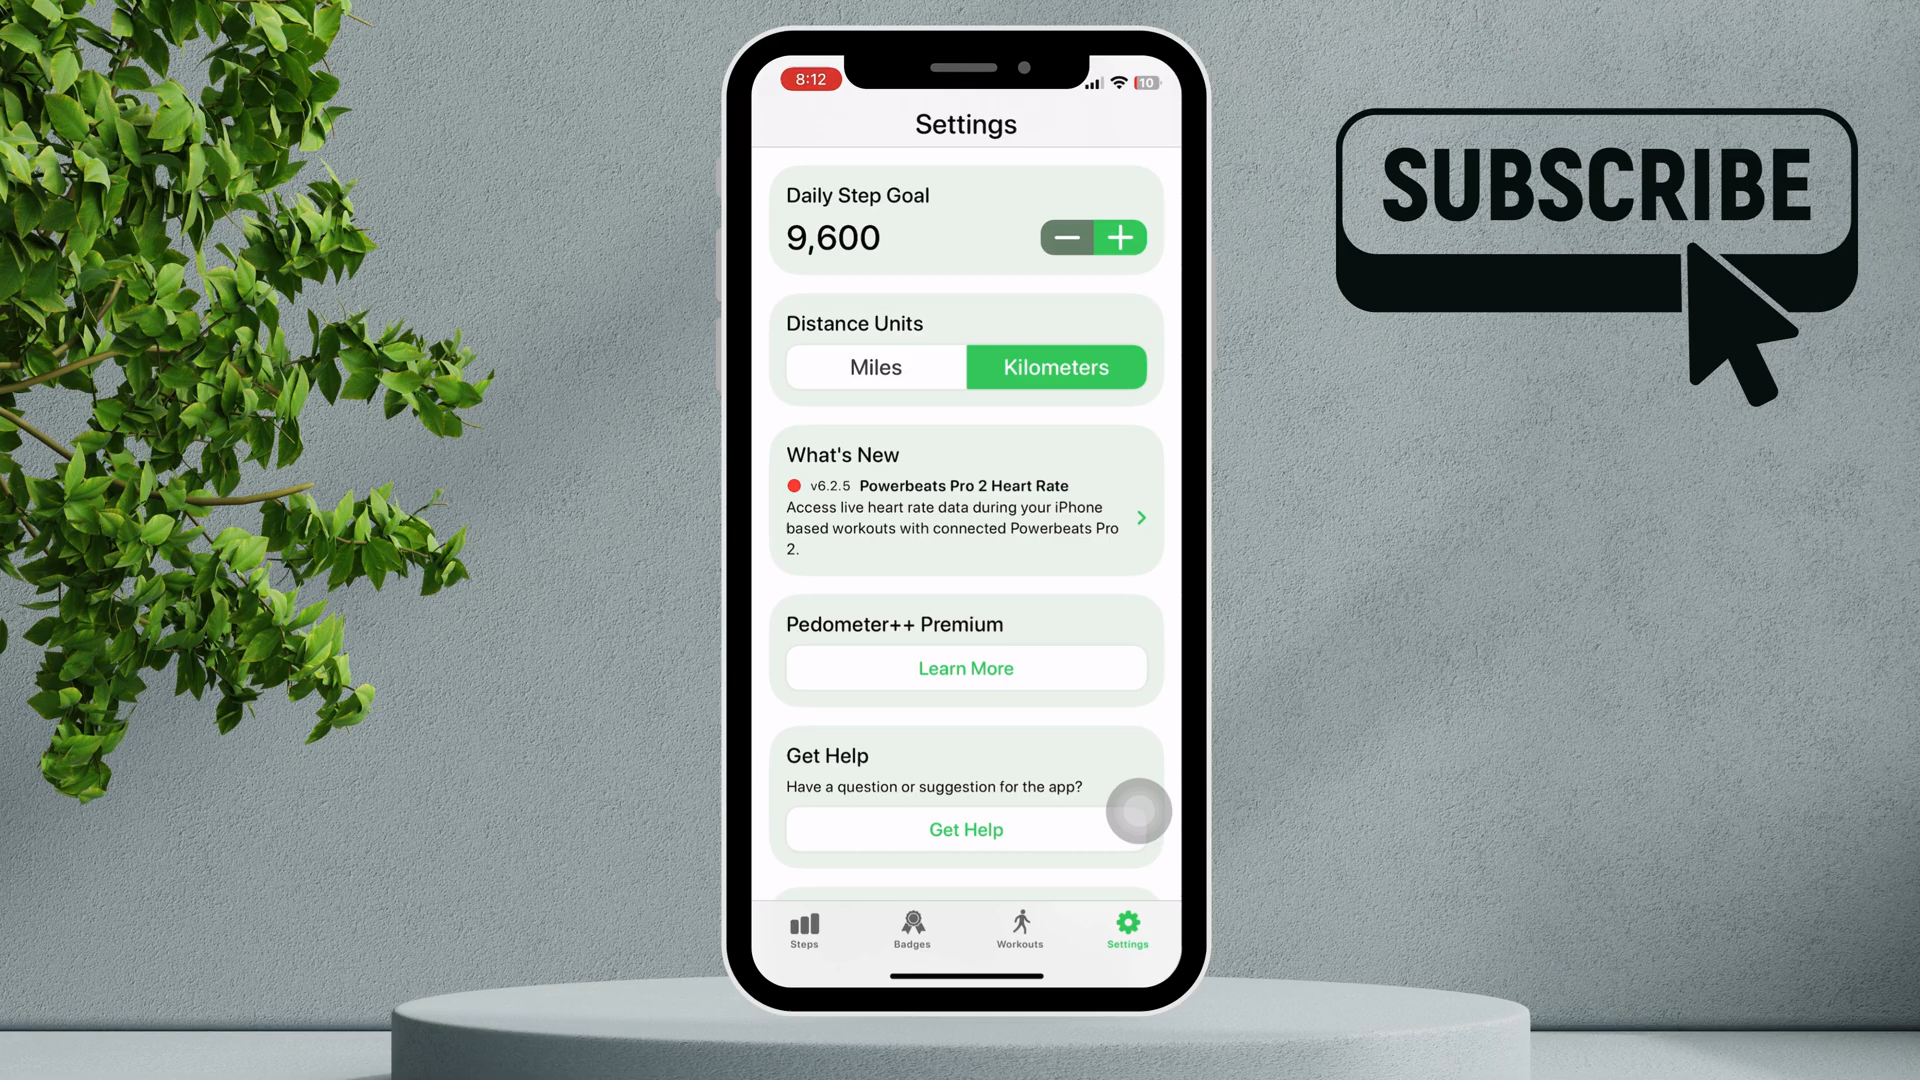 8:12
10
Settings
Daily Step Goal
9,600
Distance Units
Miles
Kilometers
What's New
v6.2.5 Powerbeats Pro 2 Heart Rate
Access live heart rate data during your iPhone
based workouts with connected Powerbeats Pro
2.
Pedometer++ Premium
Learn More
Get Help
Have a question or suggestion for the app?
Get Help
Steps
Badges
Workouts
Settings
SUBSCRIBE